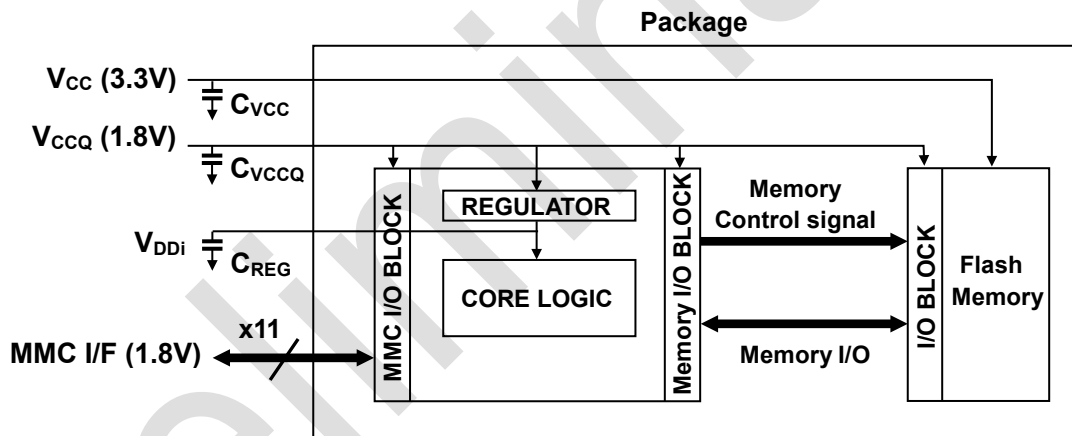 Package
VCC (3.3V)
CVCC
VCCQ (1.8V)
CVCCQ
VDDi
CREG
MMC I/F (1.8V)
x11
MMC I/O BLOCK
REGULATOR
CORE LOGIC
Memory I/O BLOCK
Memory
Control signal
Memory I/O
I/O BLOCK
Flash
Memory